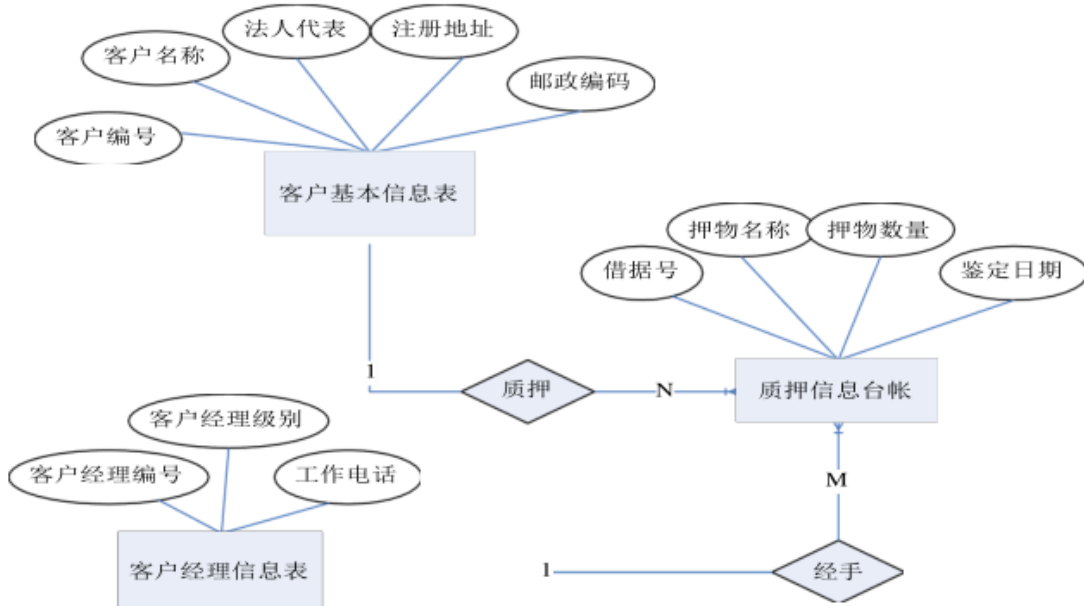 法人代表
注册地址
客户名称
邮政编码
客户编号
客户基本信息表
押物名称
押物数量
借据号
鉴定日期
1
质押
N
质押信息台帐
客户经理级别
客户经理编号
工作电话
M
客户经理信息表
1
经手